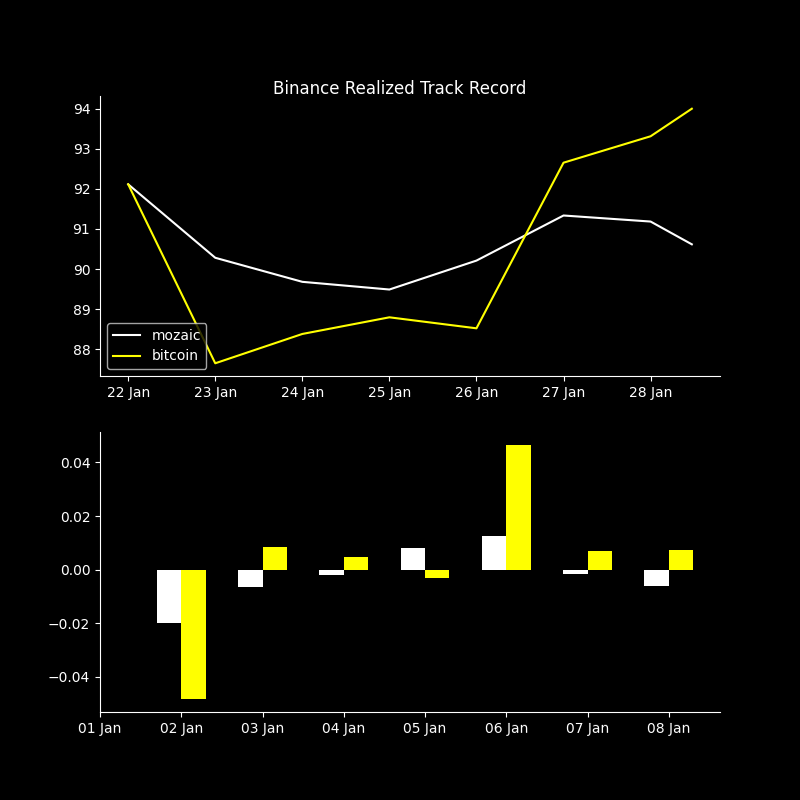 Binance Realized Track Record
94
93
92
91
90
89
88
mozaic
bitcoin
22 Jan 23 Jan 24 Jan 25 Jan 26 Jan 27 Jan 28 Jan
0.04
0.02
0.00
−0.02
−0.04
01 Jan 02 Jan 03 Jan 04 Jan 05 Jan 06 Jan 07 Jan 08 Jan